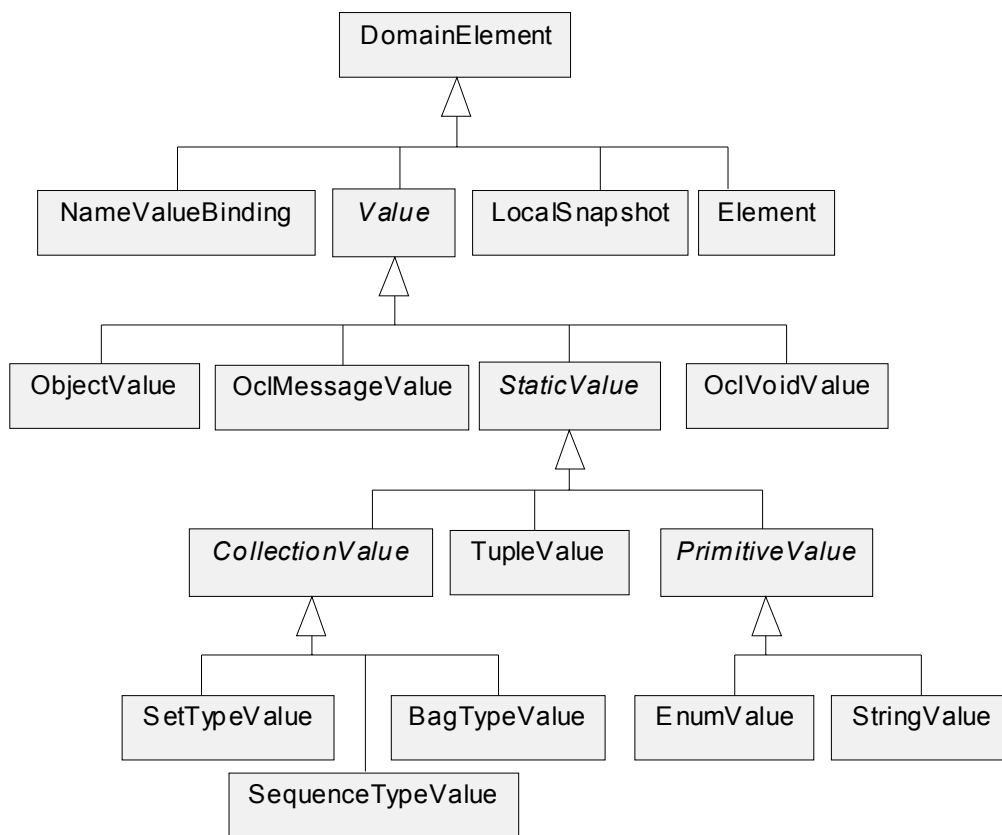 DomainElement
NameValueBinding
Value
LocalSnapshot
Element
ObjectValue
OclMessageValue
StaticValue
OclVoidValue
CollectionValue
TupleValue
PrimitiveValue
SetTypeValue
BagTypeValue
EnumValue
StringValue
SequenceTypeValue